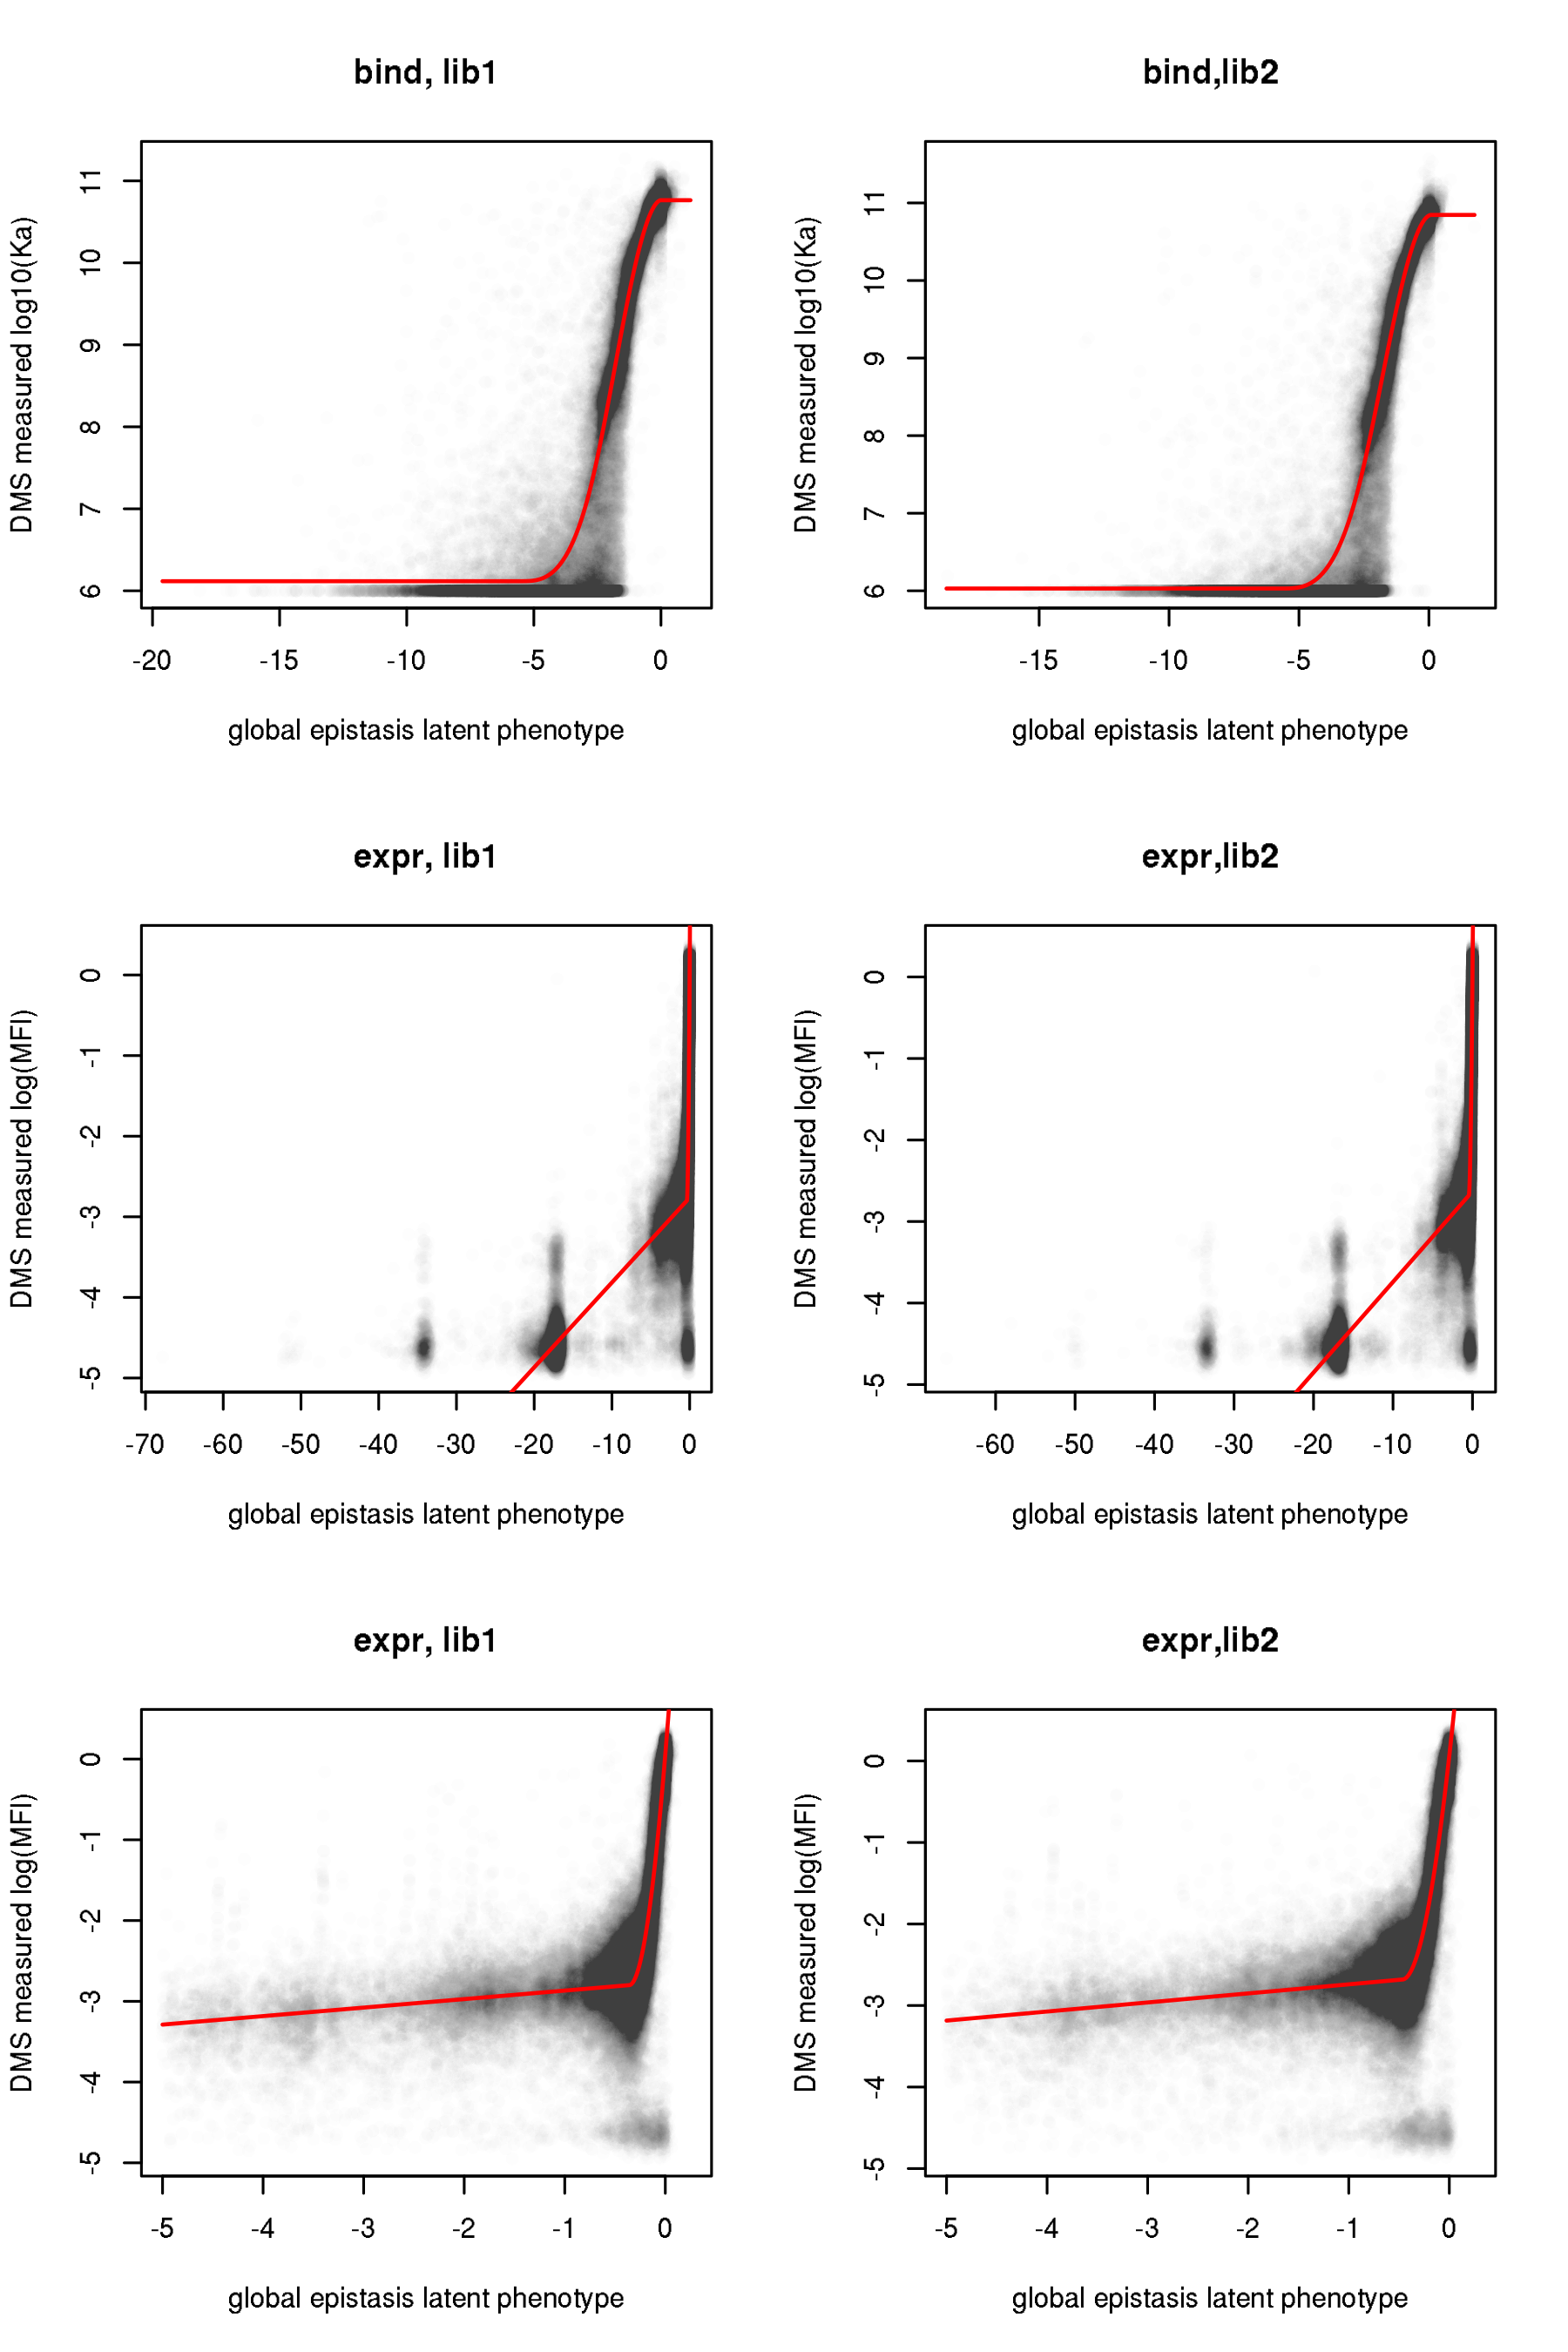 bind, lib1
DMS measured log10(Ka)
11
10
9
8
7
6
-20 -15 -10 -5 0
global epistasis latent phenotype
bind,lib2
DMS measured log10(Ka)
11
10
9
8
7
6
-15 -10 -5 0
global epistasis latent phenotype
expr, lib1
DMS measured log(MFI)
0
-1
-2
-3
-4
-5
-70 -60 -50 -40 -30 -20 -10 0
global epistasis latent phenotype
expr,lib2
DMS measured log(MFI)
0
-1
-2
-3
-4
-5
-60 -50 -40 -30 -20 -10 0
global epistasis latent phenotype
expr, lib1
DMS measured log(MFI)
0
-1
-2
-3
-4
-5
-5 -4 -3 -2 -1 0
global epistasis latent phenotype
expr,lib2
DMS measured log(MFI)
0
-1
-2
-3
-4
-5
-5 -4 -3 -2 -1 0
global epistasis latent phenotype